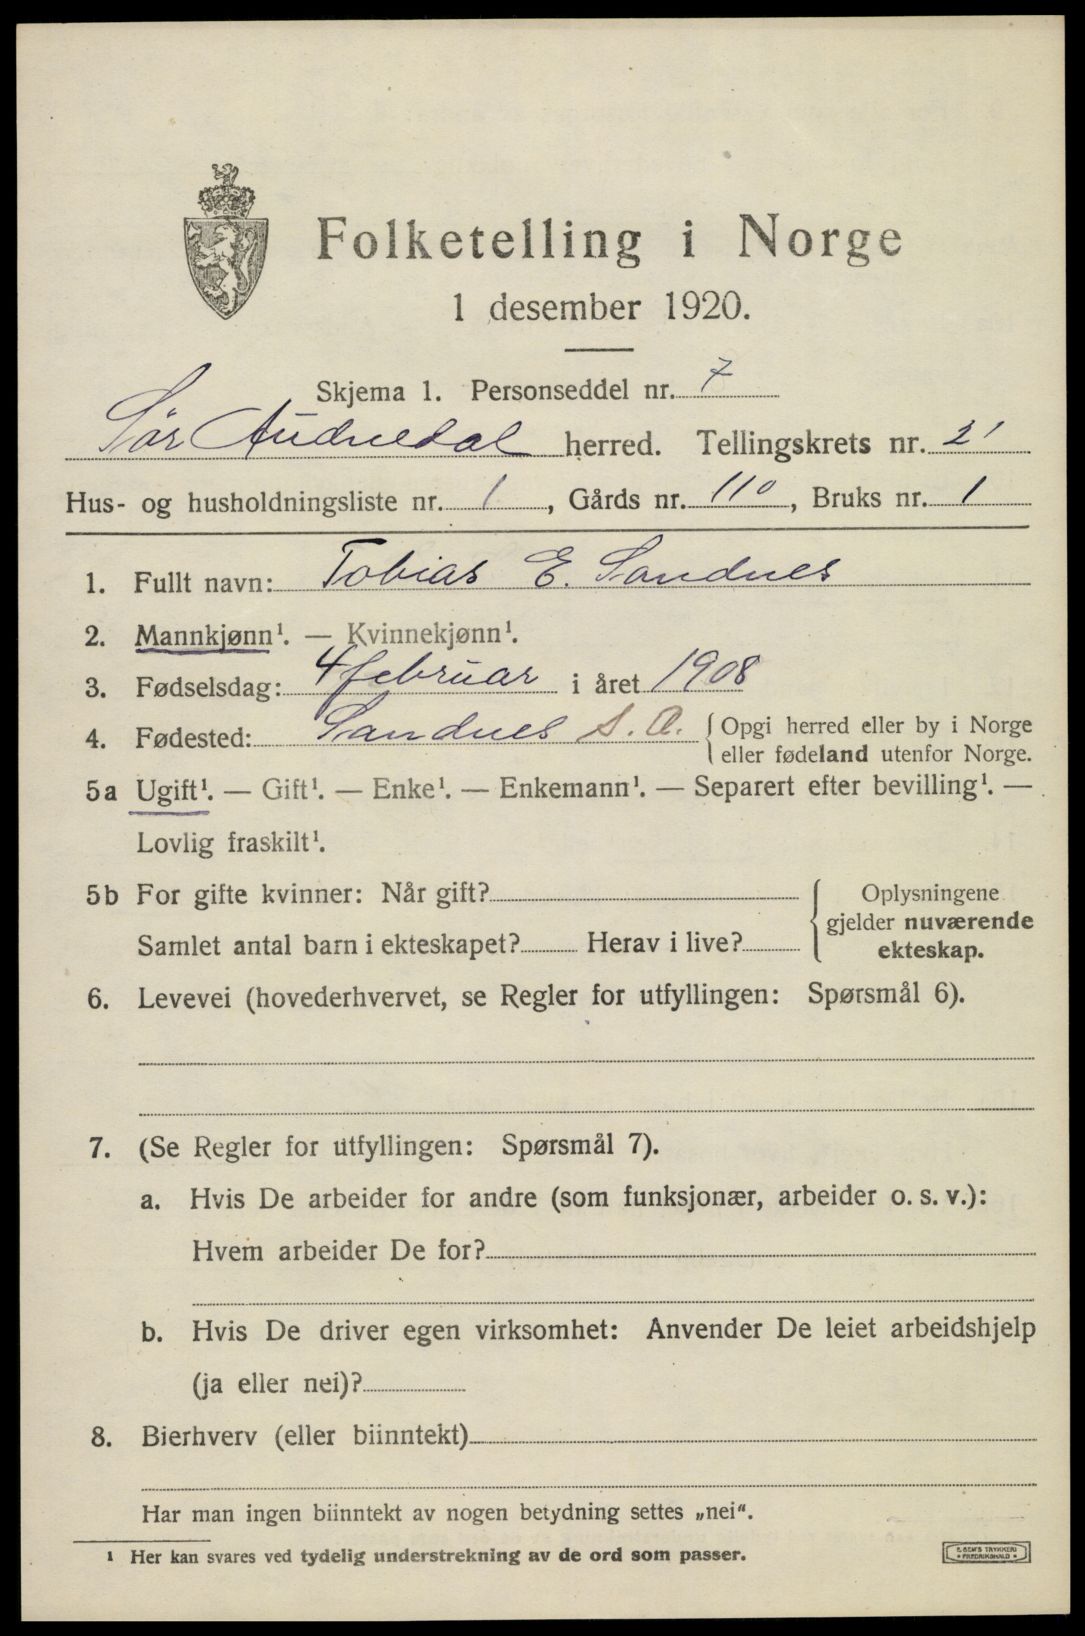 Folketelling i Norge
1 desember 1920.
Skjema 1. Personseddel nr. 7
Sør Audnedal herred. Tellingskrets nr. 21
Hus- og husholdningsliste nr. 1, Gårds nr. 110, Bruks nr. 1
1. Fullt navn: Tobias E. Sandnes
2. Mannkjønn¹. — Kvinnekjønn¹.
3. Fødselsdag: 4 februar i året 1908
4. Fødested: Sandnes S. A. { Opgi herred eller by i Norge
eller fødeland utenfor Norge.
5a Ugift¹. — Gift¹. — Enke¹. — Enkemann¹. — Separert efter bevilling¹. —
Lovlig fraskilt¹.
5b For gifte kvinner: Når gift? { Oplysningene
gjelder nuværende
Samlet antal barn i ekteskapet? Herav i live?
ekteskap.
6. Levevei (hovederhvervet, se Regler for utfyllingen: Spørsmål 6).
7. (Se Regler for utfyllingen: Spørsmål 7).
a. Hvis De arbeider for andre (som funksjonær, arbeider o. s. v.):
Hvem arbeider De for?
b. Hvis De driver egen virksomhet: Anvender De leiet arbeidshjelp
(ja eller nei)?
8. Bierhverv (eller biinntekt)
Har man ingen biinntekt av nogen betydning settes „nei“.
¹ Her kan svares ved tydelig understrekning av de ord som passer.
E. SEM'S TRYKKERI
• FREDRIKSHALD •